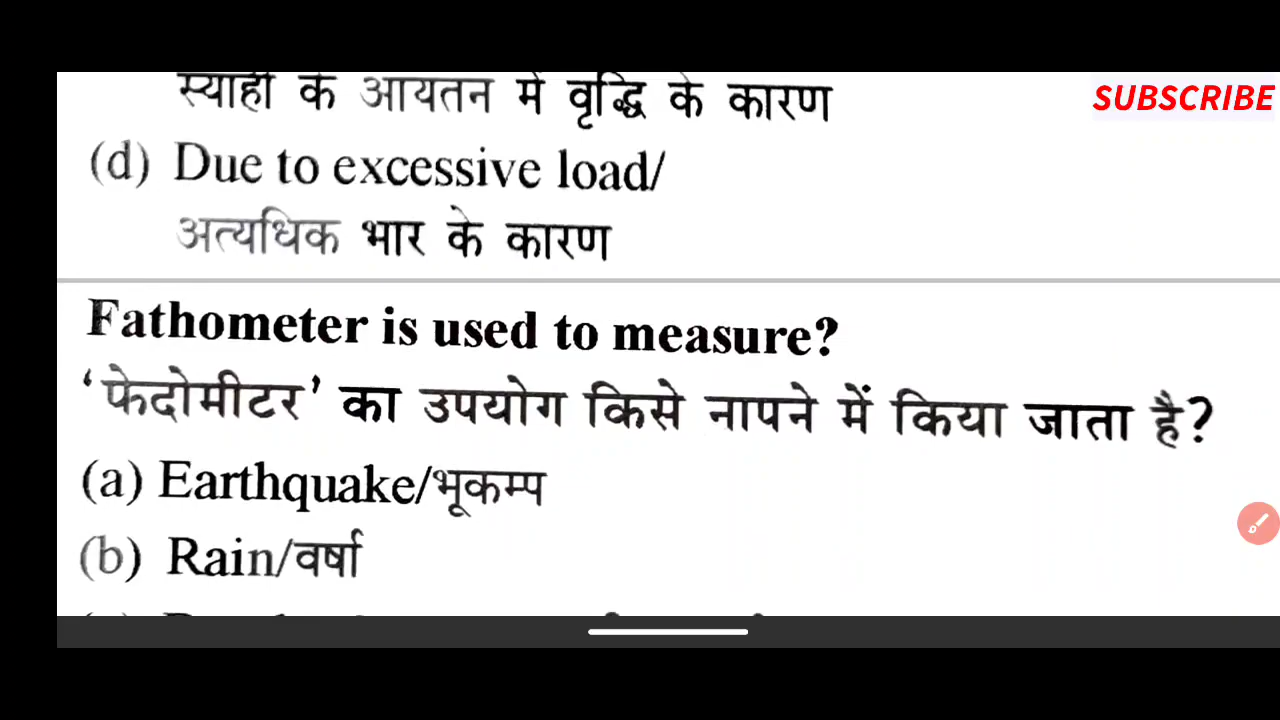 स्याही के आयतन में वृद्धि के कारण
SUBSCRIBE
(d) Due to excessive load/
अत्यधिक भार के कारण
Fathometer is used to measure?
‘फेदोमीटर’ का उपयोग किसे नापने में किया जाता है?
(a) Earthquake/भूकम्प
(b) Rain/वर्षा